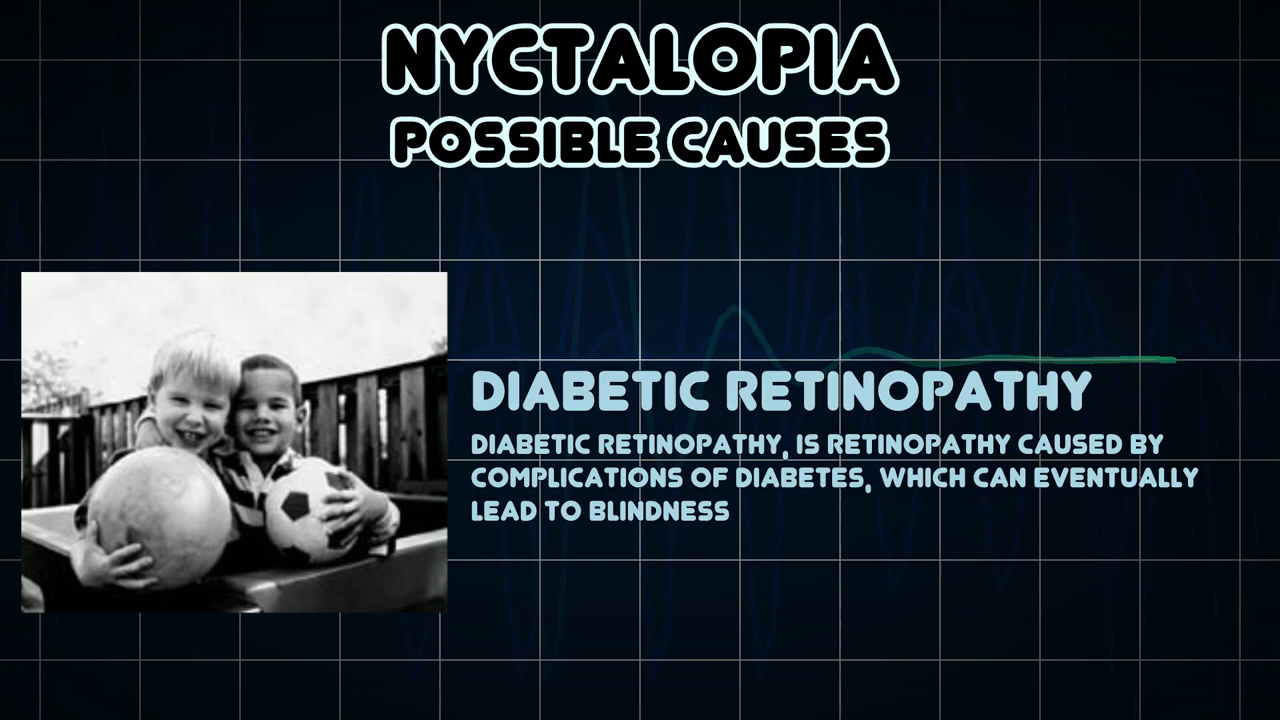 NYCTALOPIA
POSSIBLE CAUSES
DIABETIC RETINOPATHY
DIABETIC RETINOPATHY, IS RETINOPATHY CAUSED BY
COMPLICATIONS OF DIABETES, WHICH CAN EVENTUALLY
LEAD TO BLINDNESS